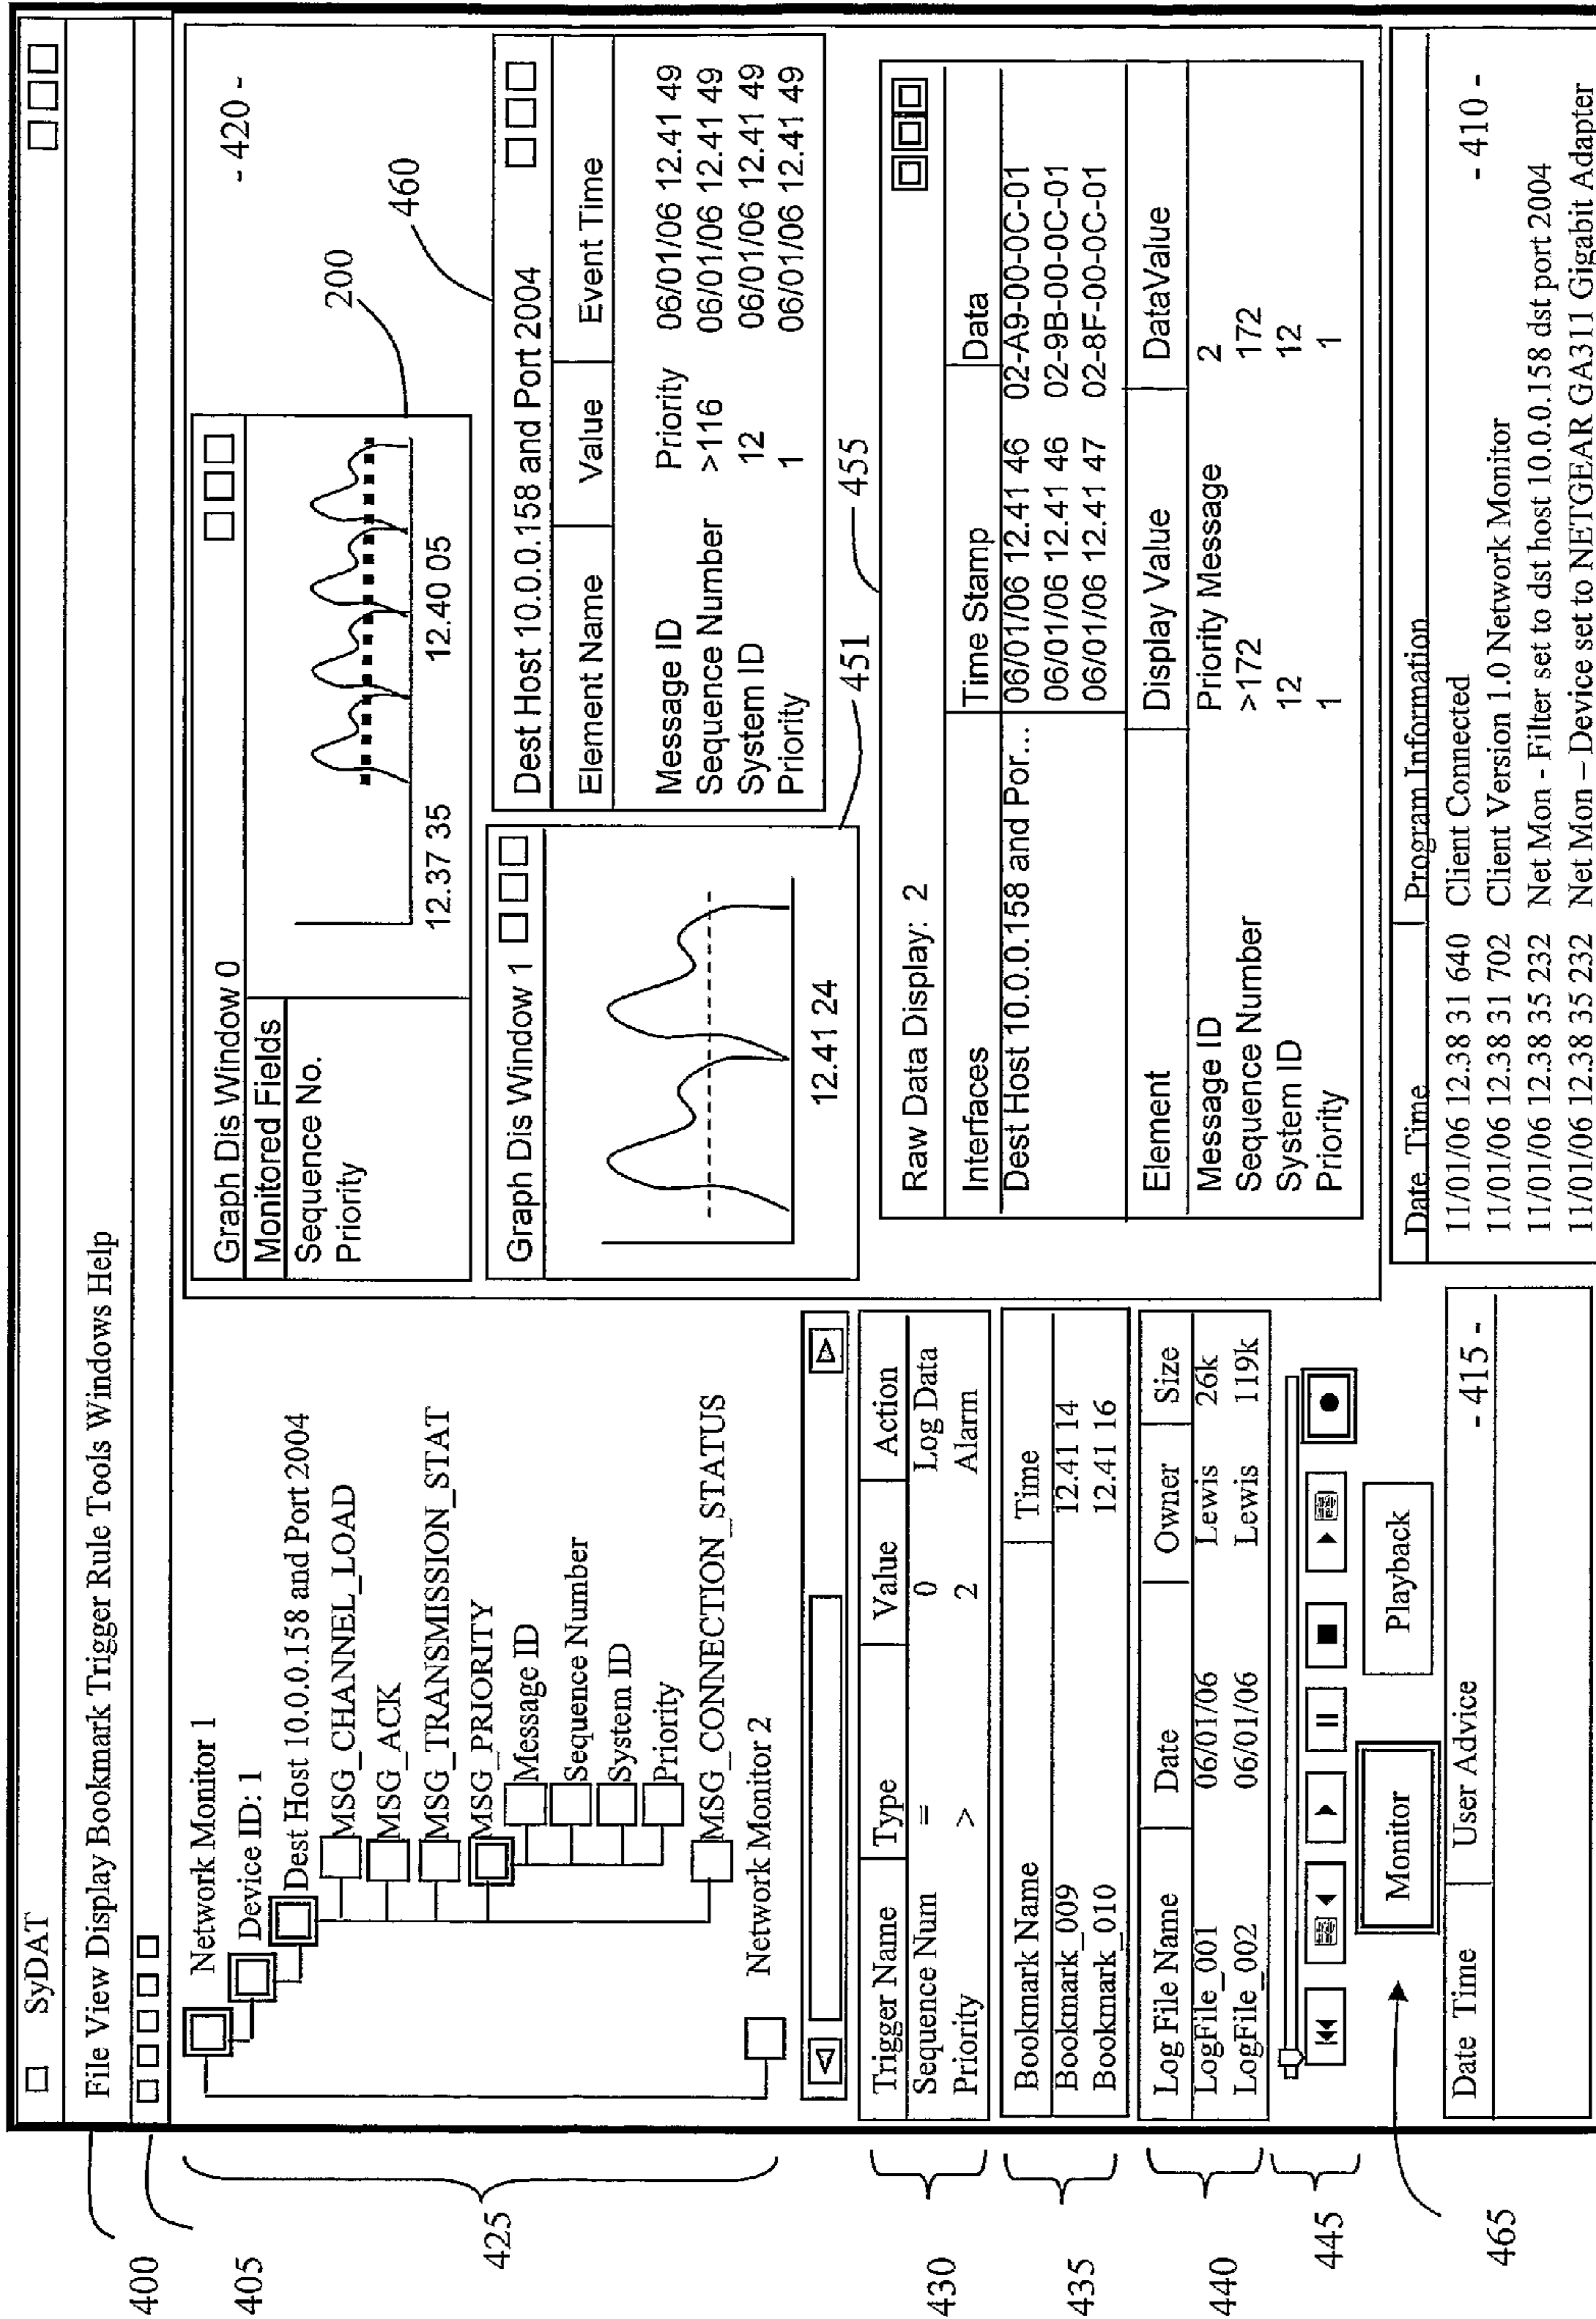 SyDAT
File View Display Bookmark Trigger Rule Tools Windows Help
400
405
425
430
435
440
445
465
Network Monitor 1
Device ID: 1
Dest Host 10.0.0.158 and Port 2004
MSG_CHANNEL_LOAD
MSG_ACK
MSG_TRANSMISSION_STAT
MSG_PRIORITY
Message ID
Sequence Number
System ID
Priority
MSG_CONNECTION_STATUS
Network Monitor 2
Trigger Name Type Value Action
Sequence Num = 0 Log Data
Priority > 2 Alarm
Bookmark Name Time
Bookmark_009 12.41 14
Bookmark_010 12.41 16
Log File Name Date Owner Size
LogFile_001 06/01/06 Lewis 26k
LogFile_002 06/01/06 Lewis 119k
Monitor Playback
Date Time User Advice - 415 -
- 420 -
Graph Dis Window 0
Monitored Fields
Sequence No.
Priority
12.37 35 12.40 05
200
460
Graph Dis Window 1
12.41 24
451
455
Dest Host 10.0.0.158 and Port 2004
Element Name Value Event Time
Message ID Priority 06/01/06 12.41 49
Sequence Number >116 06/01/06 12.41 49
System ID 12 06/01/06 12.41 49
Priority 1 06/01/06 12.41 49
Raw Data Display: 2
Interfaces Time Stamp Data
Dest Host 10.0.0.158 and Por... 06/01/06 12.41 46 02-A9-00-0C-01
06/01/06 12.41 46 02-9B-00-0C-01
06/01/06 12.41 47 02-8F-00-0C-01
Element Display Value DataValue
Message ID Priority Message 2
Sequence Number >172 172
System ID 12 12
Priority 1 1
Date Time Program Information
11/01/06 12.38 31 640 Client Connected - 410 -
11/01/06 12.38 31 702 Client Version 1.0 Network Monitor
11/01/06 12.38 35 232 Net Mon - Filter set to dst host 10.0.0.158 dst port 2004
11/01/06 12.38 35 232 Net Mon – Device set to NETGEAR GA311 Gigabit Adapter